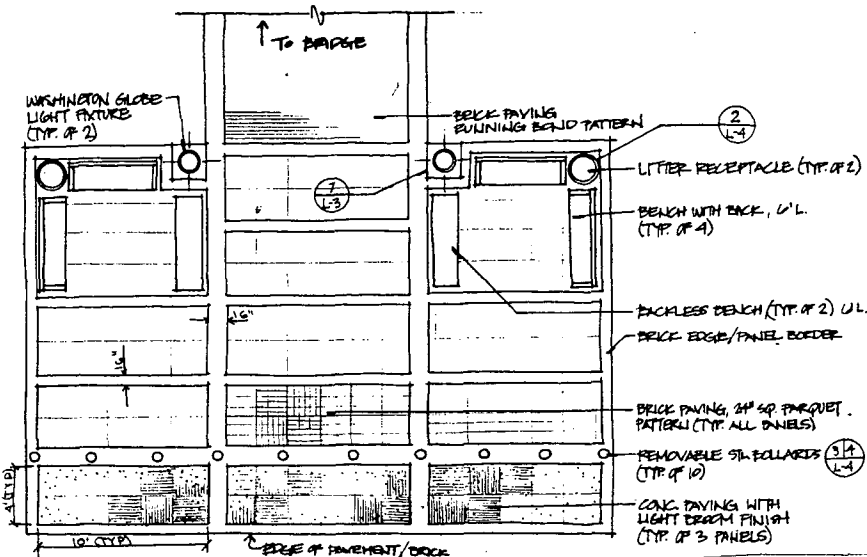 TO BRIDGE
WASHINGTON GLOBE
LIGHT FIXTURE
(TYP. OF 2)
BRICK PAVING
RUNNING BOND PATTERN
2
L-4
LITTER RECEPTACLE (TYP. OF 2)
7
L-3
BENCH WITH BACK, 6' L.
(TYP. OF 4)
BACKLESS BENCH (TYP. OF 2) 6' L.
16"
BRICK EDGE/PANEL BORDER
16"
BRICK PAVING, 24" SQ. PARQUET
PATTERN (TYP. ALL PANELS)
REMOVABLE STL BOLLARDS
(TYP. OF 10)
3 4
L-4
4' (TYP)
CONC. PAVING WITH
LIGHT BROOM FINISH
(TYP. OF 3 PANELS)
10' (TYP)
EDGE OF PAVEMENT/BRICK